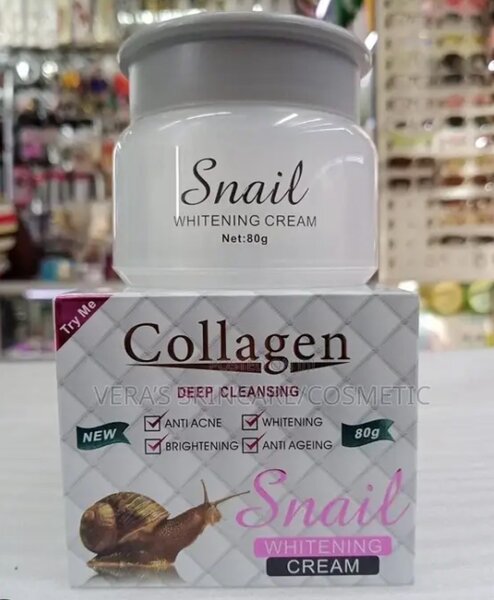 Snail
WHITENING CREAM
Net:80g
Try Me
Collagen
DEEP CLEANSING
VERA'S SKINCARE/COSMETIC
NEW
ANTI ACNE
WHITENING
BRIGHTENING
ANTI AGEING
80g
Snail
WHITENING
CREAM